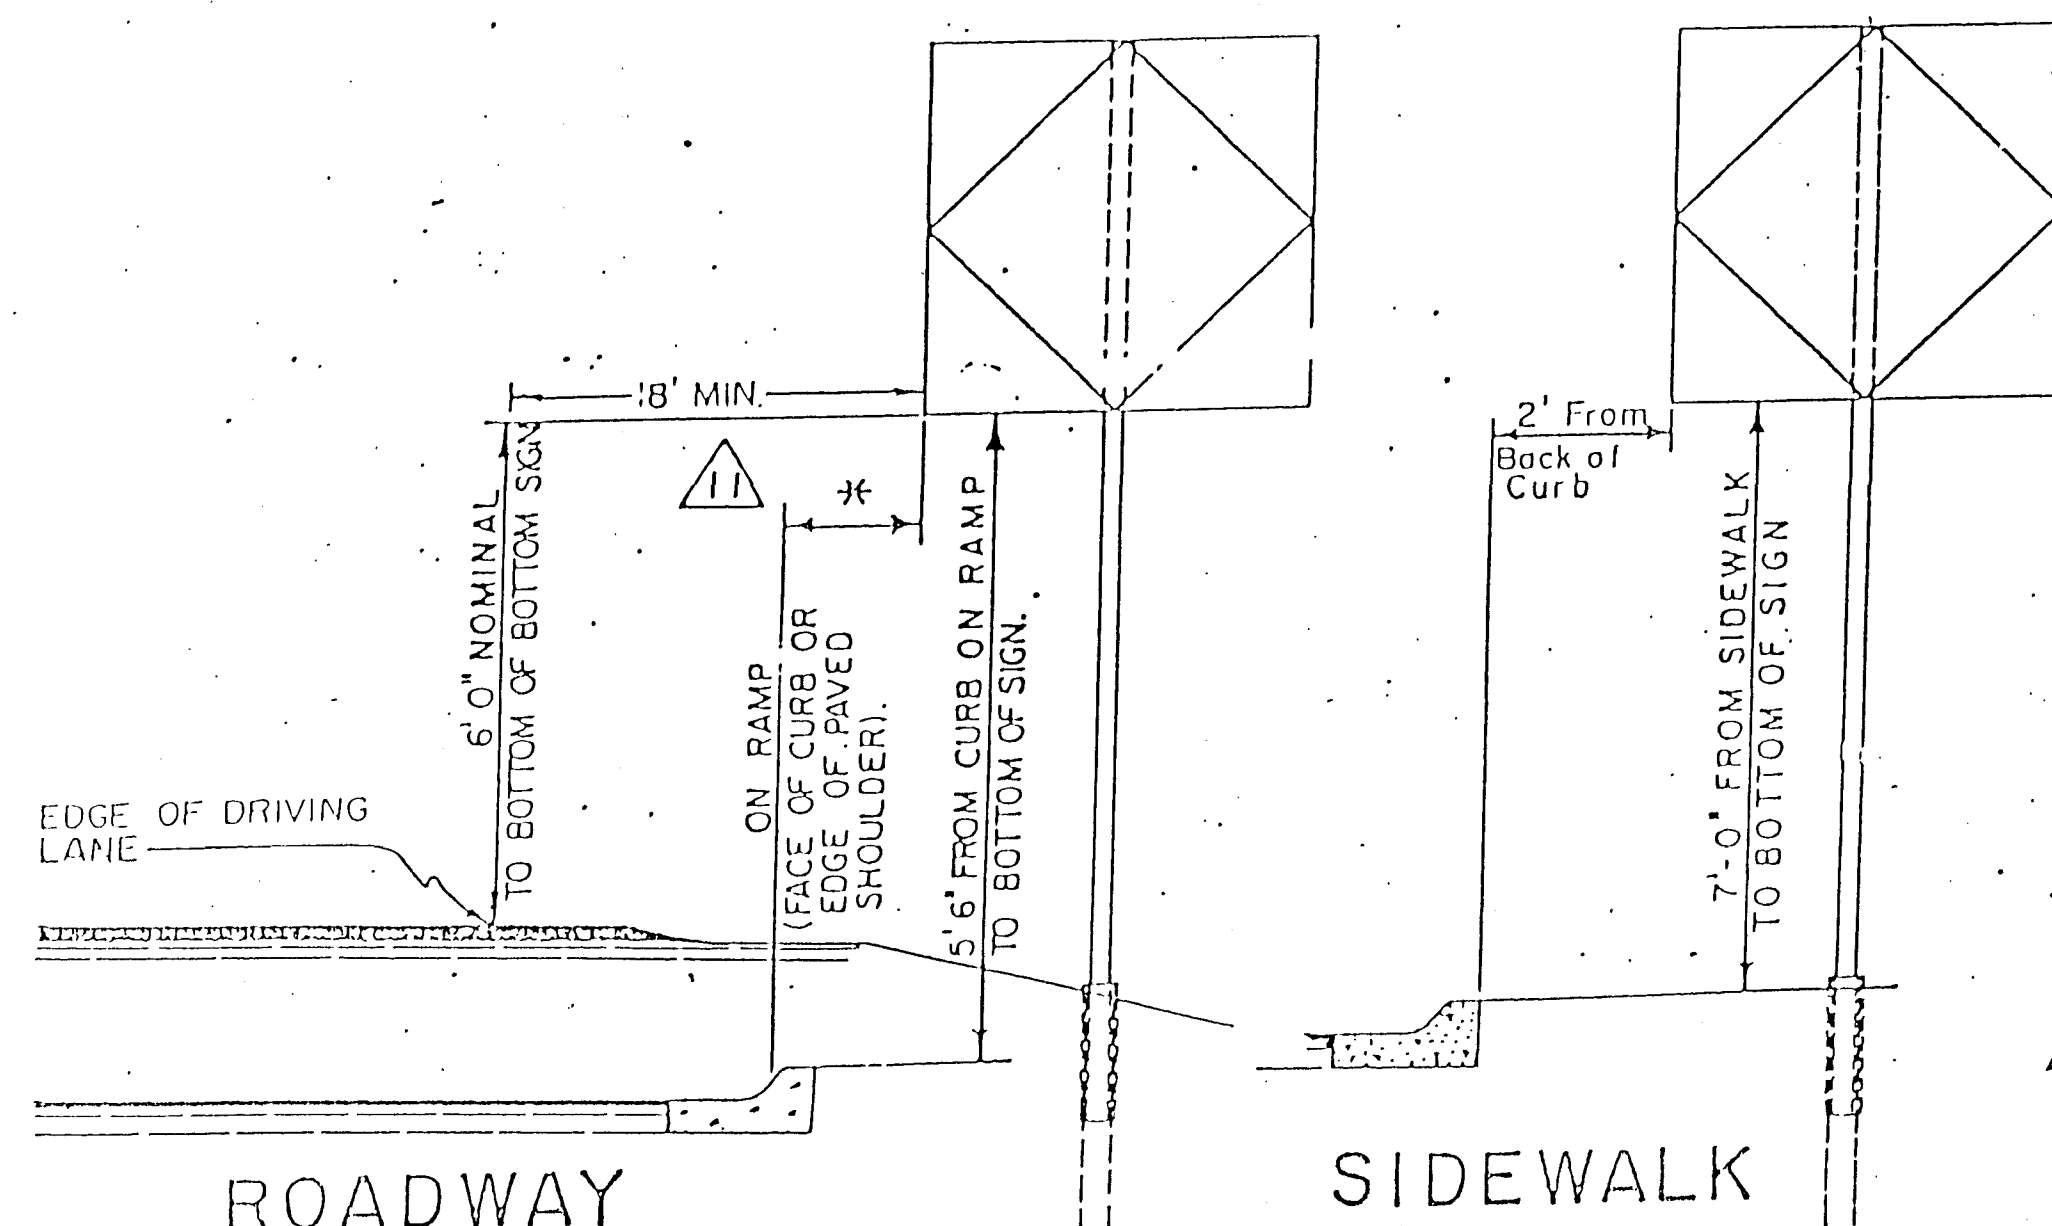 18' MIN.
11
6' 0" NOMINAL
TO BOTTOM OF BOTTOM SIGN
ON RAMP
(FACE OF CURB OR
EDGE OF PAVED
SHOULDER).
5' 6" FROM CURB ON RAMP
TO BOTTOM OF SIGN.
EDGE OF DRIVING
LANE
ROADWAY
2' From
Back of
Curb
7'-0" FROM SIDEWALK
TO BOTTOM OF SIGN
SIDEWALK